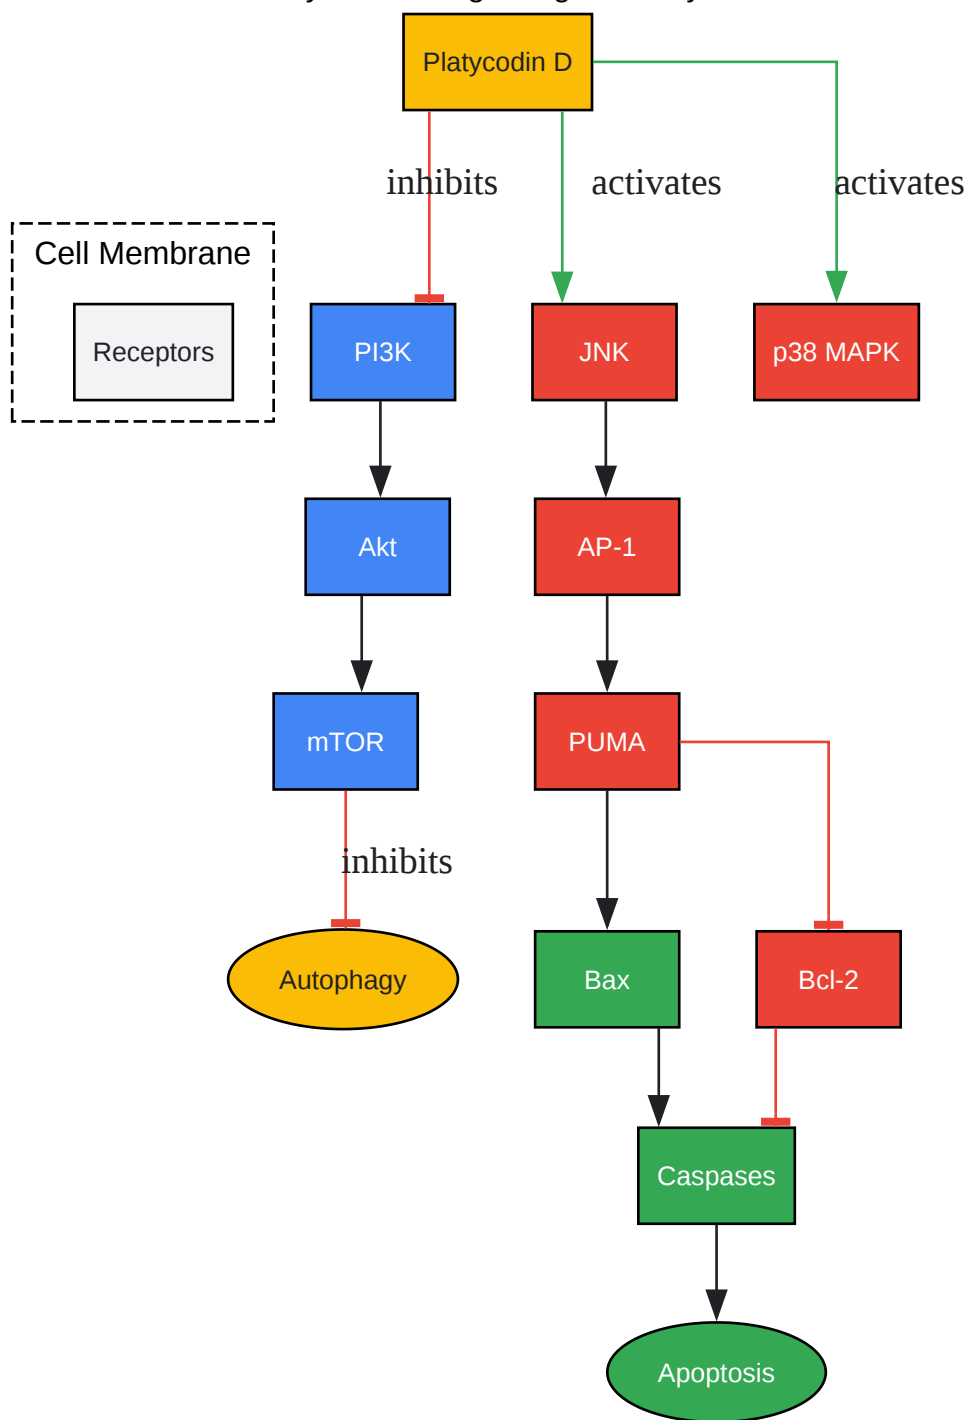 Platycodin D
inhibits
activates
activates
Cell Membrane
Receptors
PI3K
JNK
p38 MAPK
Akt
AP-1
mTOR
PUMA
inhibits
Autophagy
Bax
Bcl-2
Caspases
Apoptosis